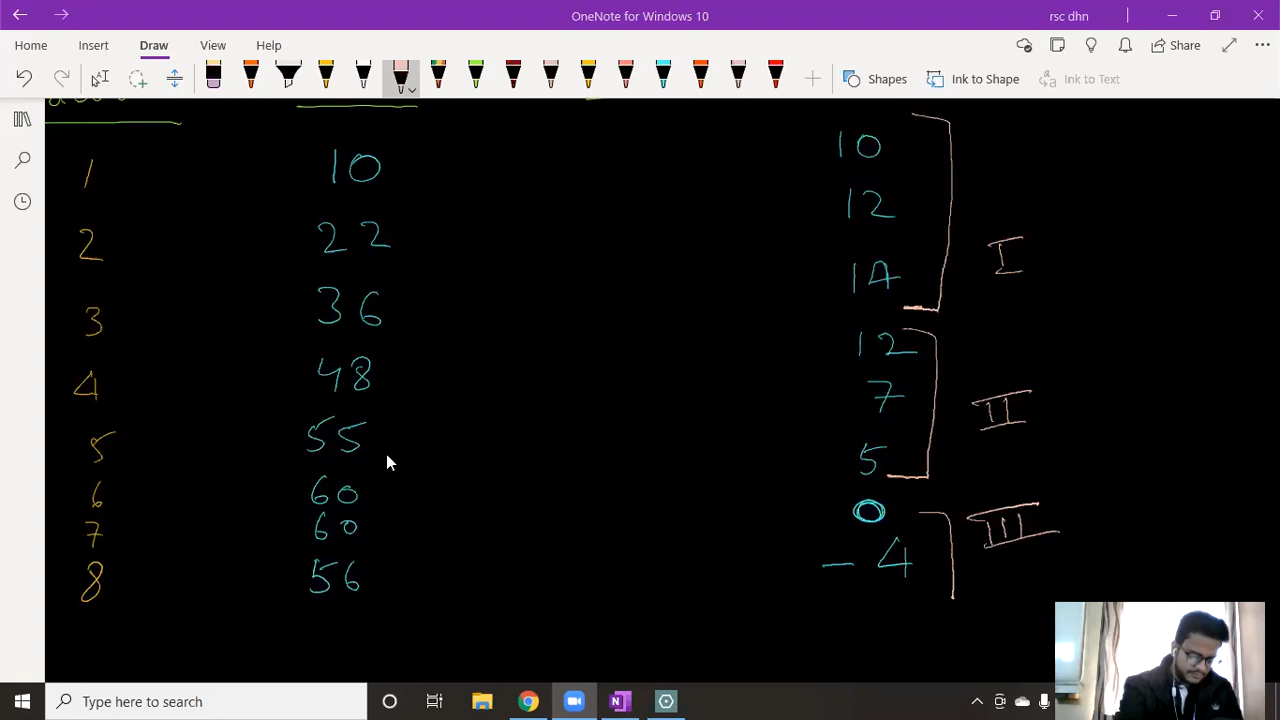 OneNote for Windows 10
rsc dhn
Home Insert Draw View Help
Share
Shapes
Ink to Shape
Ink to Text
1 10 10
2 22 12
3 36 14 I
4 48 12
5 55 7 II
6 60 5
7 60 0 III
8 56 - 4
Type here to search